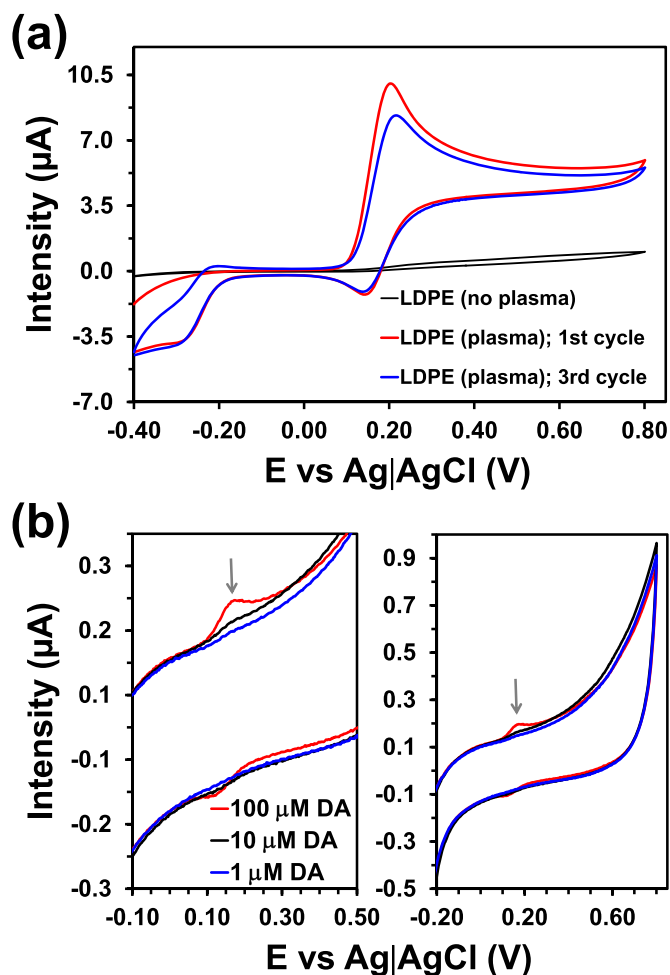 (a)
Intensity (µA)
10.5
7.0
3.5
0.0
-3.5
-7.0
LDPE (no plasma)
LDPE (plasma); 1st cycle
LDPE (plasma); 3rd cycle
-0.40 -0.20 0.00 0.20 0.40 0.60 0.80
E vs Ag|AgCl (V)
(b)
Intensity (µA)
0.3
0.2
0.1
-0.1
-0.2
-0.3
100 µM DA
10 µM DA
1 µM DA
-0.10 0.10 0.30 0.50
0.9
0.7
0.5
0.3
0.1
-0.1
-0.3
-0.5
-0.20 0.20 0.60
E vs Ag|AgCl (V)